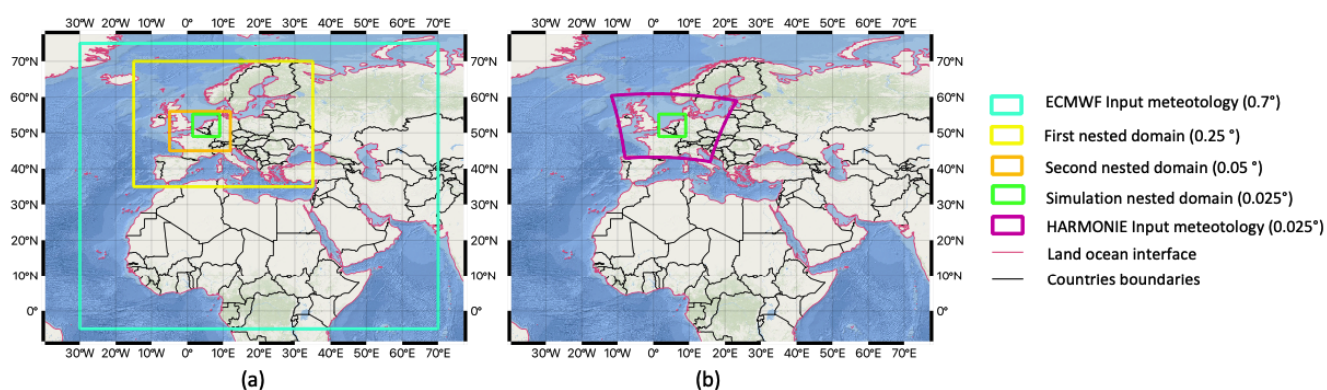 30°W 20°W 10°W 0°E 10°E 20°E 30°E 40°E 50°E 60°E 70°E 30°W 20°W 10°W 0°E 10°E 20°E 30°E 40°E 50°E 60°E 70°E
70°N 70°N 70°N 70°N
60°N 60°N 60°N 60°N
50°N 50°N 50°N 50°N
40°N 40°N 40°N 40°N
30°N 30°N 30°N 30°N
20°N 20°N 20°N 20°N
10°N 10°N 10°N 10°N
0° 0° 0° 0°
30°W 20°W 10°W 0°E 10°E 20°E 30°E 40°E 50°E 60°E 70°E 30°W 20°W 10°W 0°E 10°E 20°E 30°E 40°E 50°E 60°E 70°E
(a) (b)
ECMWF Input meteotology (0.7°)
First nested domain (0.25 °)
Second nested domain (0.05 °)
Simulation nested domain (0.025°)
HARMONIE Input meteotology (0.025°)
Land ocean interface
Countries boundaries